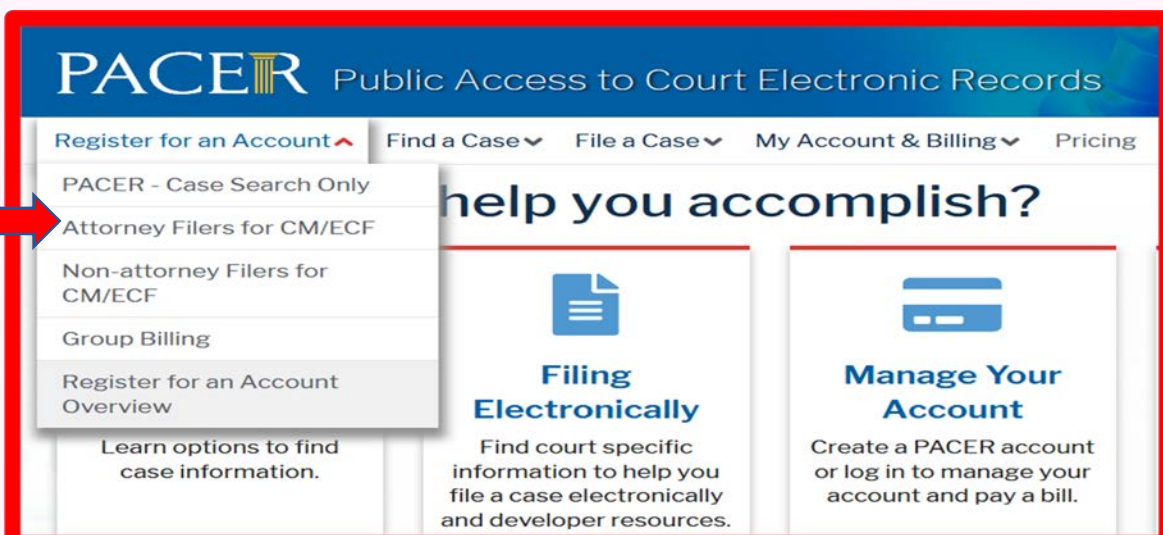 PACER Public Access to Court Electronic Records
Register for an Account Find a Case File a Case My Account & Billing Pricing
PACER - Case Search Only
Attorney Filers for CM/ECF
Non-attorney Filers for
CM/ECF
Group Billing
Register for an Account
Overview
help you accomplish?
Learn options to find
case information.
Filing
Electronically
Find court specific
information to help you
file a case electronically
and developer resources.
Manage Your
Account
Create a PACER account
or log in to manage your
account and pay a bill.